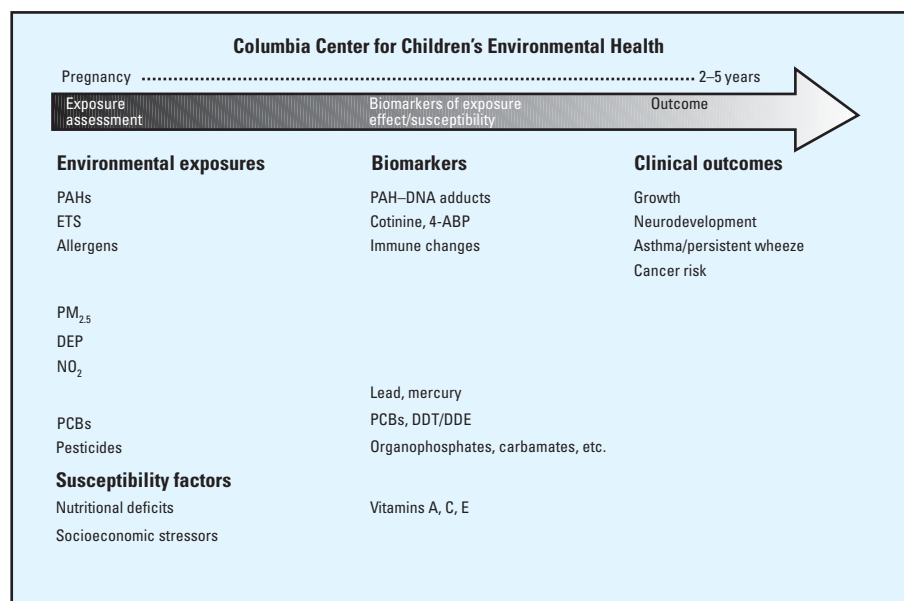 Columbia Center for Children's Environmental Health
Pregnancy 2–5 years
Exposure assessment
Biomarkers of exposure effect/susceptibility
Outcome
Environmental exposures Biomarkers Clinical outcomes
PAHs PAH–DNA adducts Growth
ETS Cotinine, 4-ABP Neurodevelopment
Allergens Immune changes Asthma/persistent wheeze
Cancer risk
PM2.5
DEP
NO2
Lead, mercury
PCBs PCBs, DDT/DDE
Pesticides Organophosphates, carbamates, etc.
Susceptibility factors
Nutritional deficits Vitamins A, C, E
Socioeconomic stressors